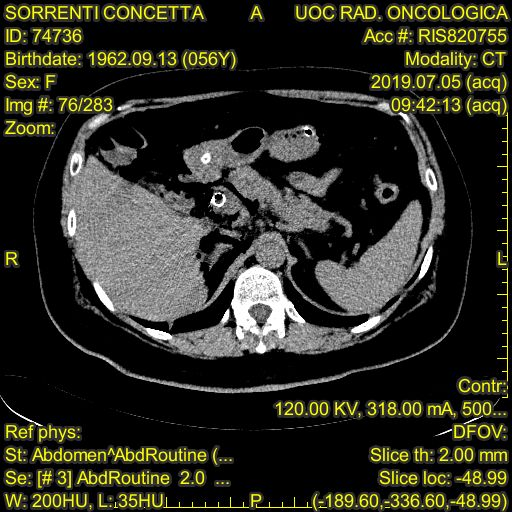 SORRENTI CONCETTA A UOC RAD. ONCOLOGICA
ID: 74736 Acc #: RIS820755
Birthdate: 1962.09.13 (056Y) Modality: CT
Sex: F 2019.07.05 (acq)
Img #: 76/283 09:42:13 (acq)
Zoom:
R L
Contr:
120.00 KV, 318.00 mA, 500...
Ref phys: DFOV:
St: Abdomen^AbdRoutine (... Slice th: 2.00 mm
Se: [# 3] AbdRoutine 2.0 ... Slice loc: -48.99
W: 200HU, L: 35HU P (-189.60,-336.60,-48.99)